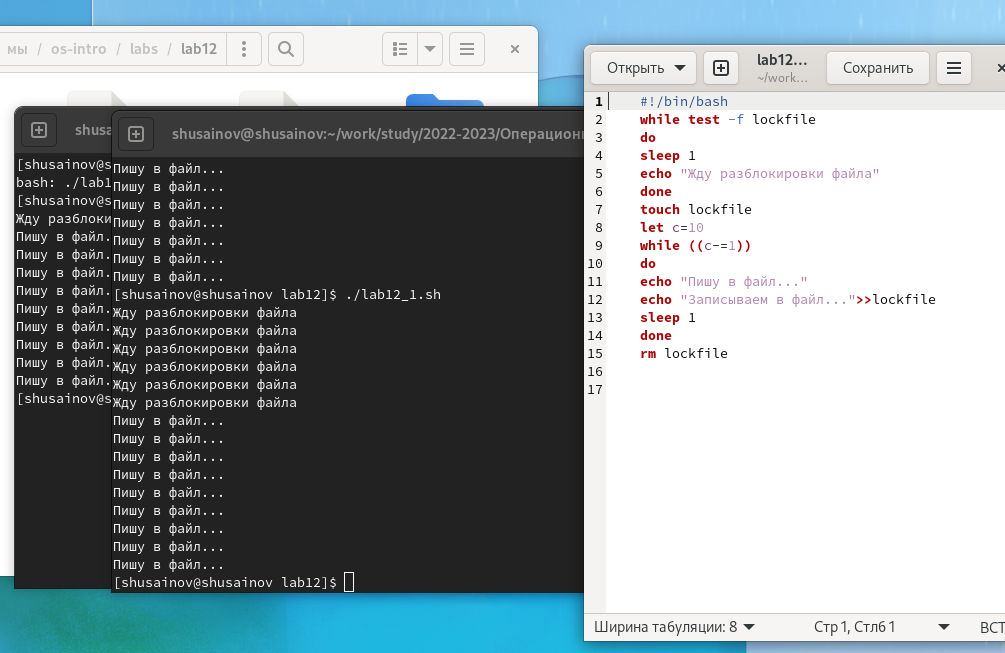 мы / os-intro / labs / lab12
shusa
[shusainov@s
bash: ./lab1
[shusainov@s
Жду разблоки
Пишу в файл.
Пишу в файл.
Пишу в файл.
Пишу в файл.
Пишу в файл.
Пишу в файл.
Пишу в файл.
Пишу в файл.
Пишу в файл.
[shusainov@s
shusainov@shusainov:~/work/study/2022-2023/Операционн
Пишу в файл...
Пишу в файл...
Пишу в файл...
Пишу в файл...
Пишу в файл...
Пишу в файл...
Пишу в файл...
[shusainov@shusainov lab12]$ ./lab12_1.sh
Жду разблокировки файла
Жду разблокировки файла
Жду разблокировки файла
Жду разблокировки файла
Жду разблокировки файла
Жду разблокировки файла
Пишу в файл...
Пишу в файл...
Пишу в файл...
Пишу в файл...
Пишу в файл...
Пишу в файл...
Пишу в файл...
Пишу в файл...
Пишу в файл...
[shusainov@shusainov lab12]$
Открыть
lab12...
~/work...
Сохранить
1 #!/bin/bash
2 while test -f lockfile
3 do
4 sleep 1
5 echo "Жду разблокировки файла"
6 done
7 touch lockfile
8 let c=10
9 while ((c-=1))
10 do
11 echo "Пишу в файл..."
12 echo "Записываем в файл...">>lockfile
13 sleep 1
14 done
15 rm lockfile
16
17
Ширина табуляции: 8 Стр 1, Стлб 1 ВСТ